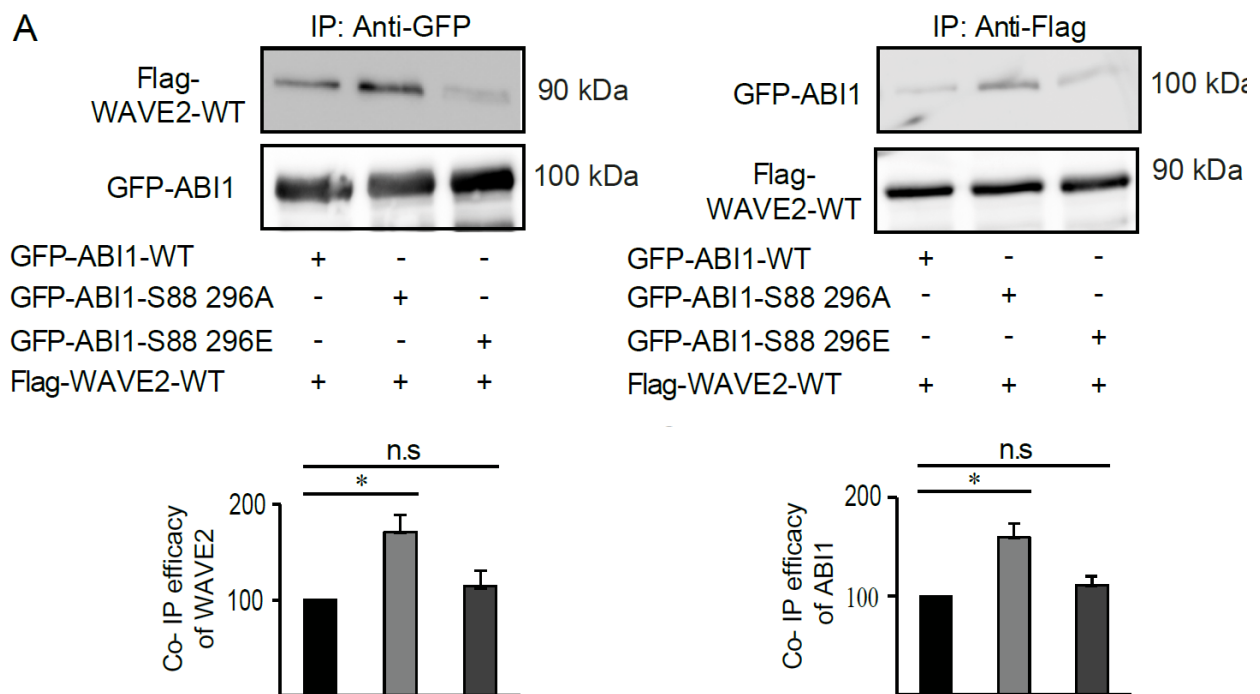 A
IP: Anti-GFP
Flag-
WAVE2-WT
90 kDa
GFP-ABI1
100 kDa
GFP-ABI1-WT + - -
GFP-ABI1-S88 296A - + -
GFP-ABI1-S88 296E - - +
Flag-WAVE2-WT + + +
n.s
*
200
100
Co- IP efficacy
of WAVE2
IP: Anti-Flag
GFP-ABI1
100 kDa
Flag-
WAVE2-WT
90 kDa
GFP-ABI1-WT + - -
GFP-ABI1-S88 296A - + -
GFP-ABI1-S88 296E - - +
Flag-WAVE2-WT + + +
n.s
*
200
100
Co- IP efficacy
of ABI1